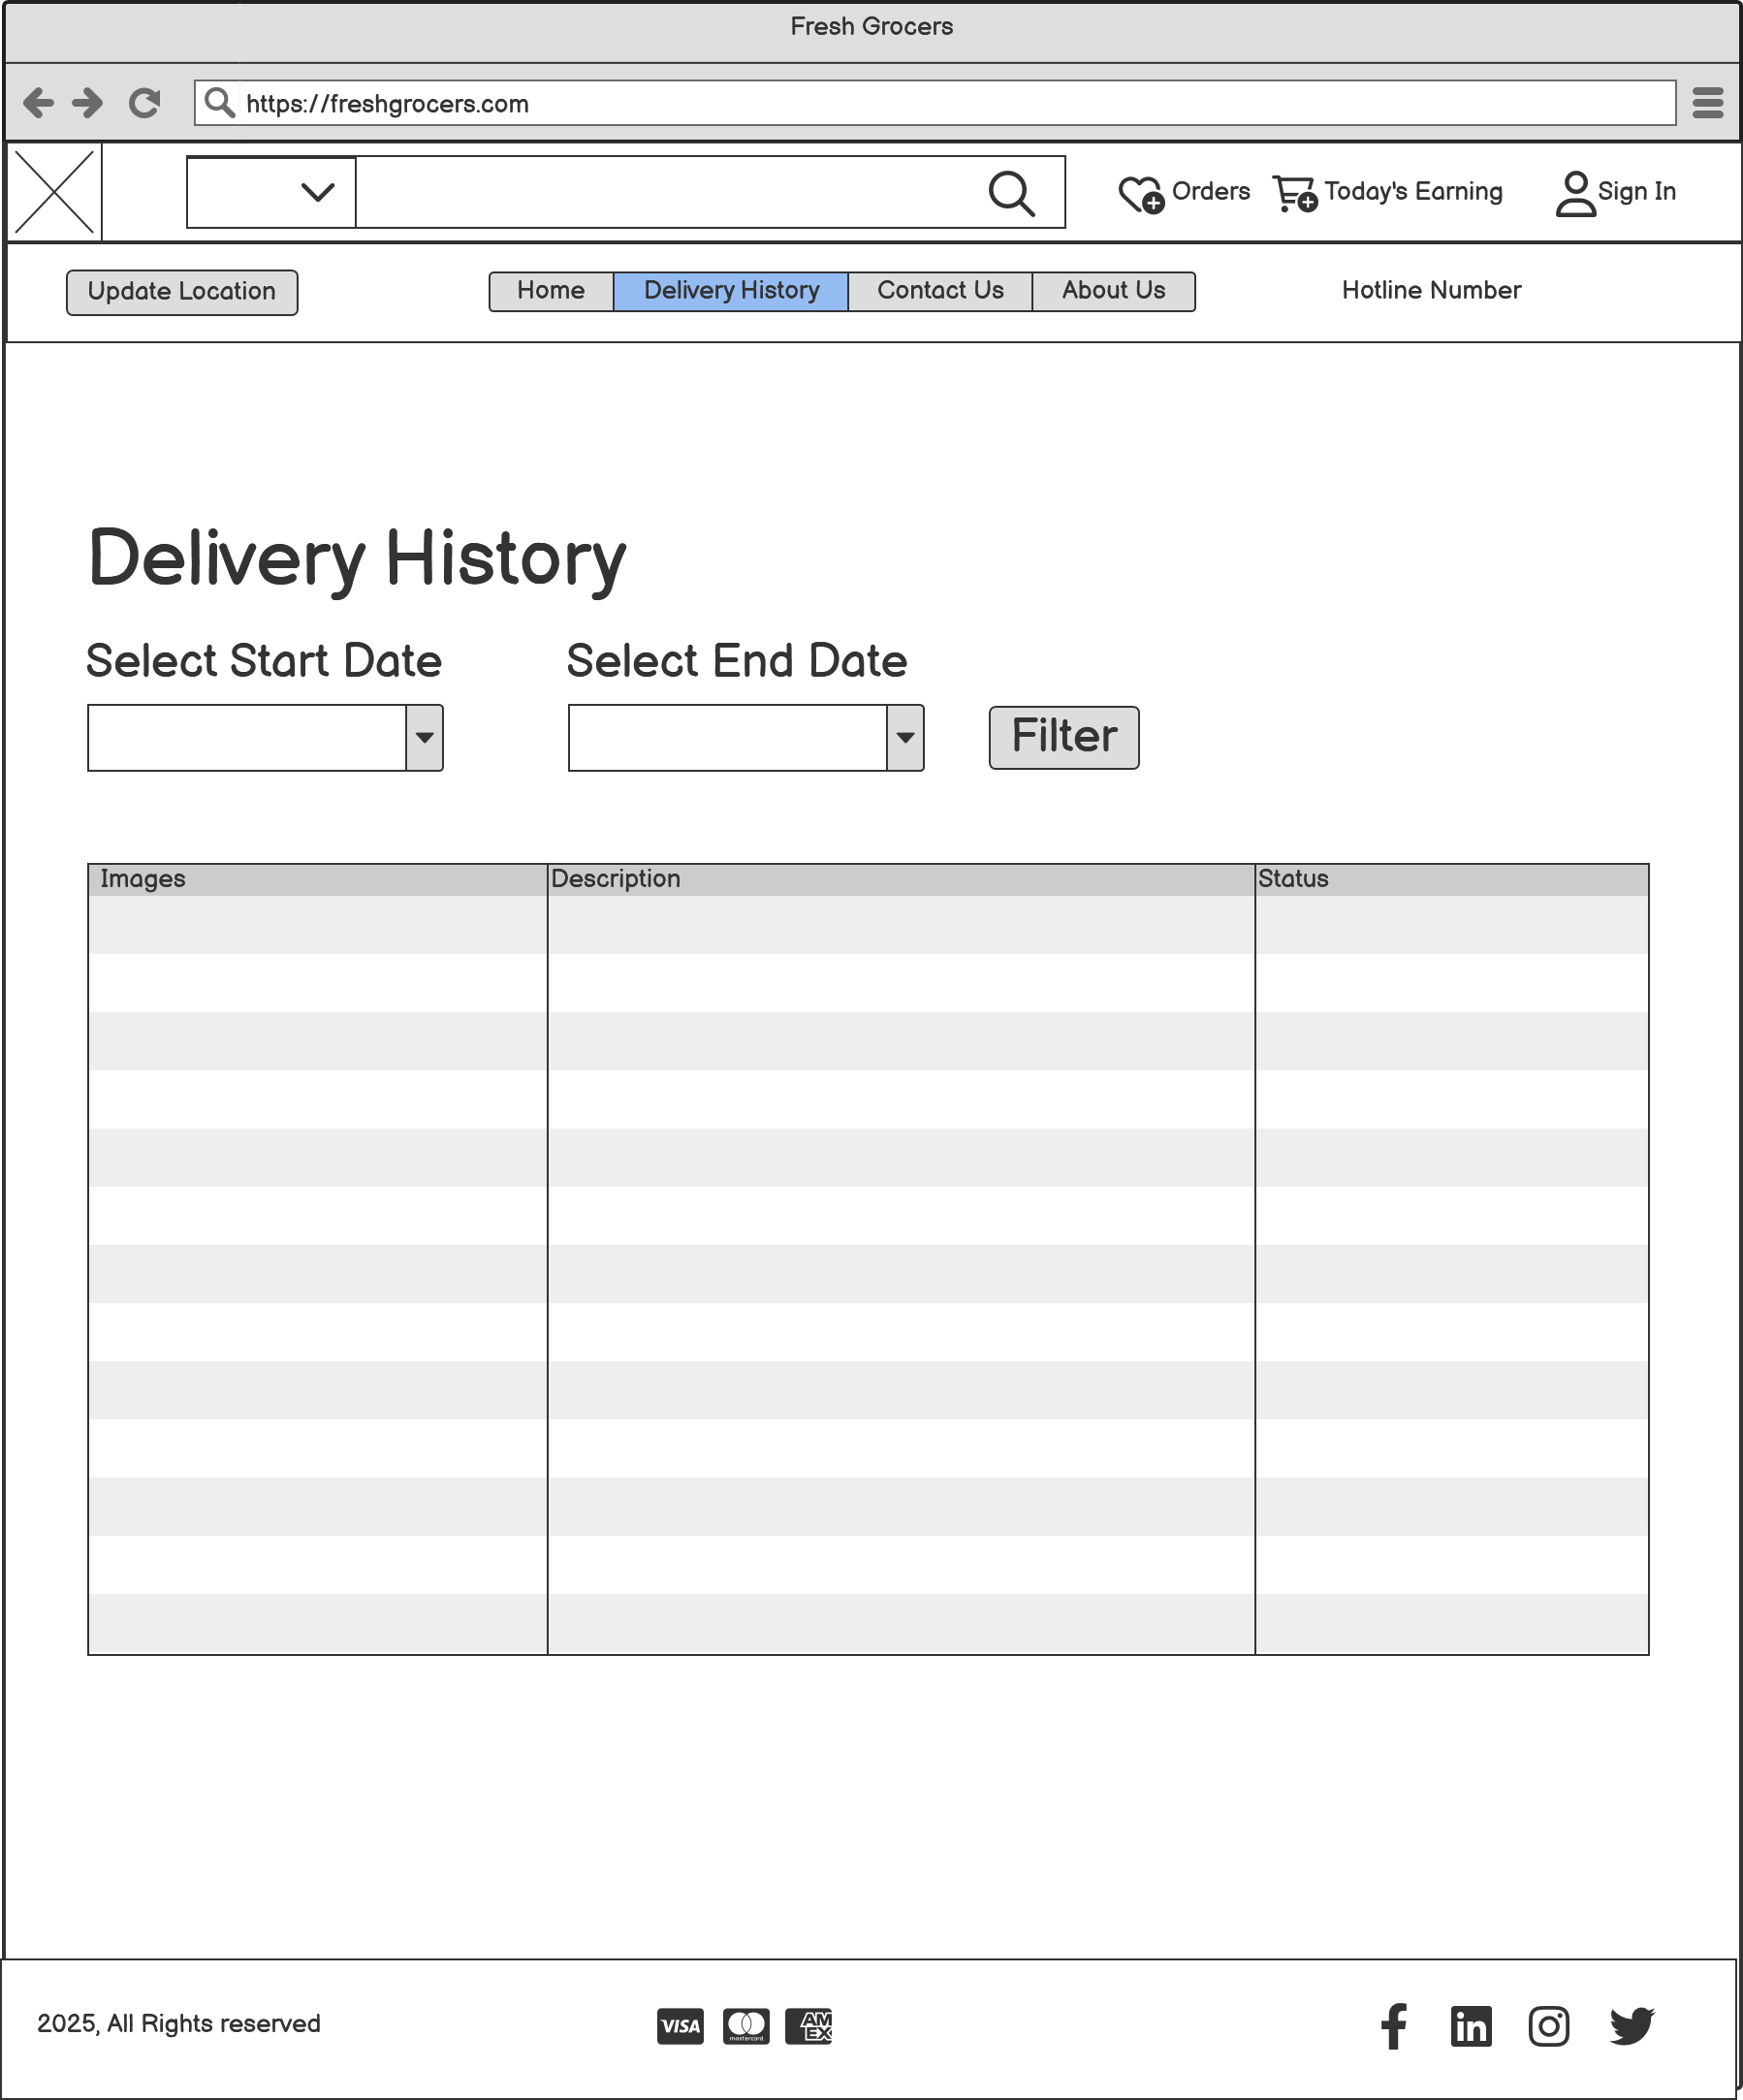 Fresh Grocers
https://freshgrocers.com
Orders Today's Earning Sign In
Update Location Home Delivery History Contact Us About Us Hotline Number
Delivery History
Select Start Date Select End Date
Filter
Images Description Status
2025, All Rights reserved VISA mastercard AM EX in